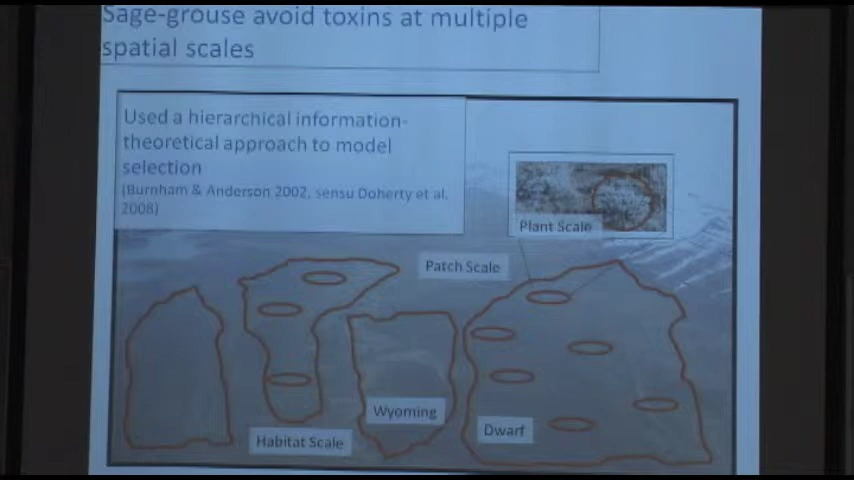 Sage-grouse avoid toxins at multiple
spatial scales
Used a hierarchical information-
theoretical approach to model
selection
(Burnham & Anderson 2002, sensu Doherty et al.
2008)
Plant Scale
Patch Scale
Wyoming
Dwarf
Habitat Scale